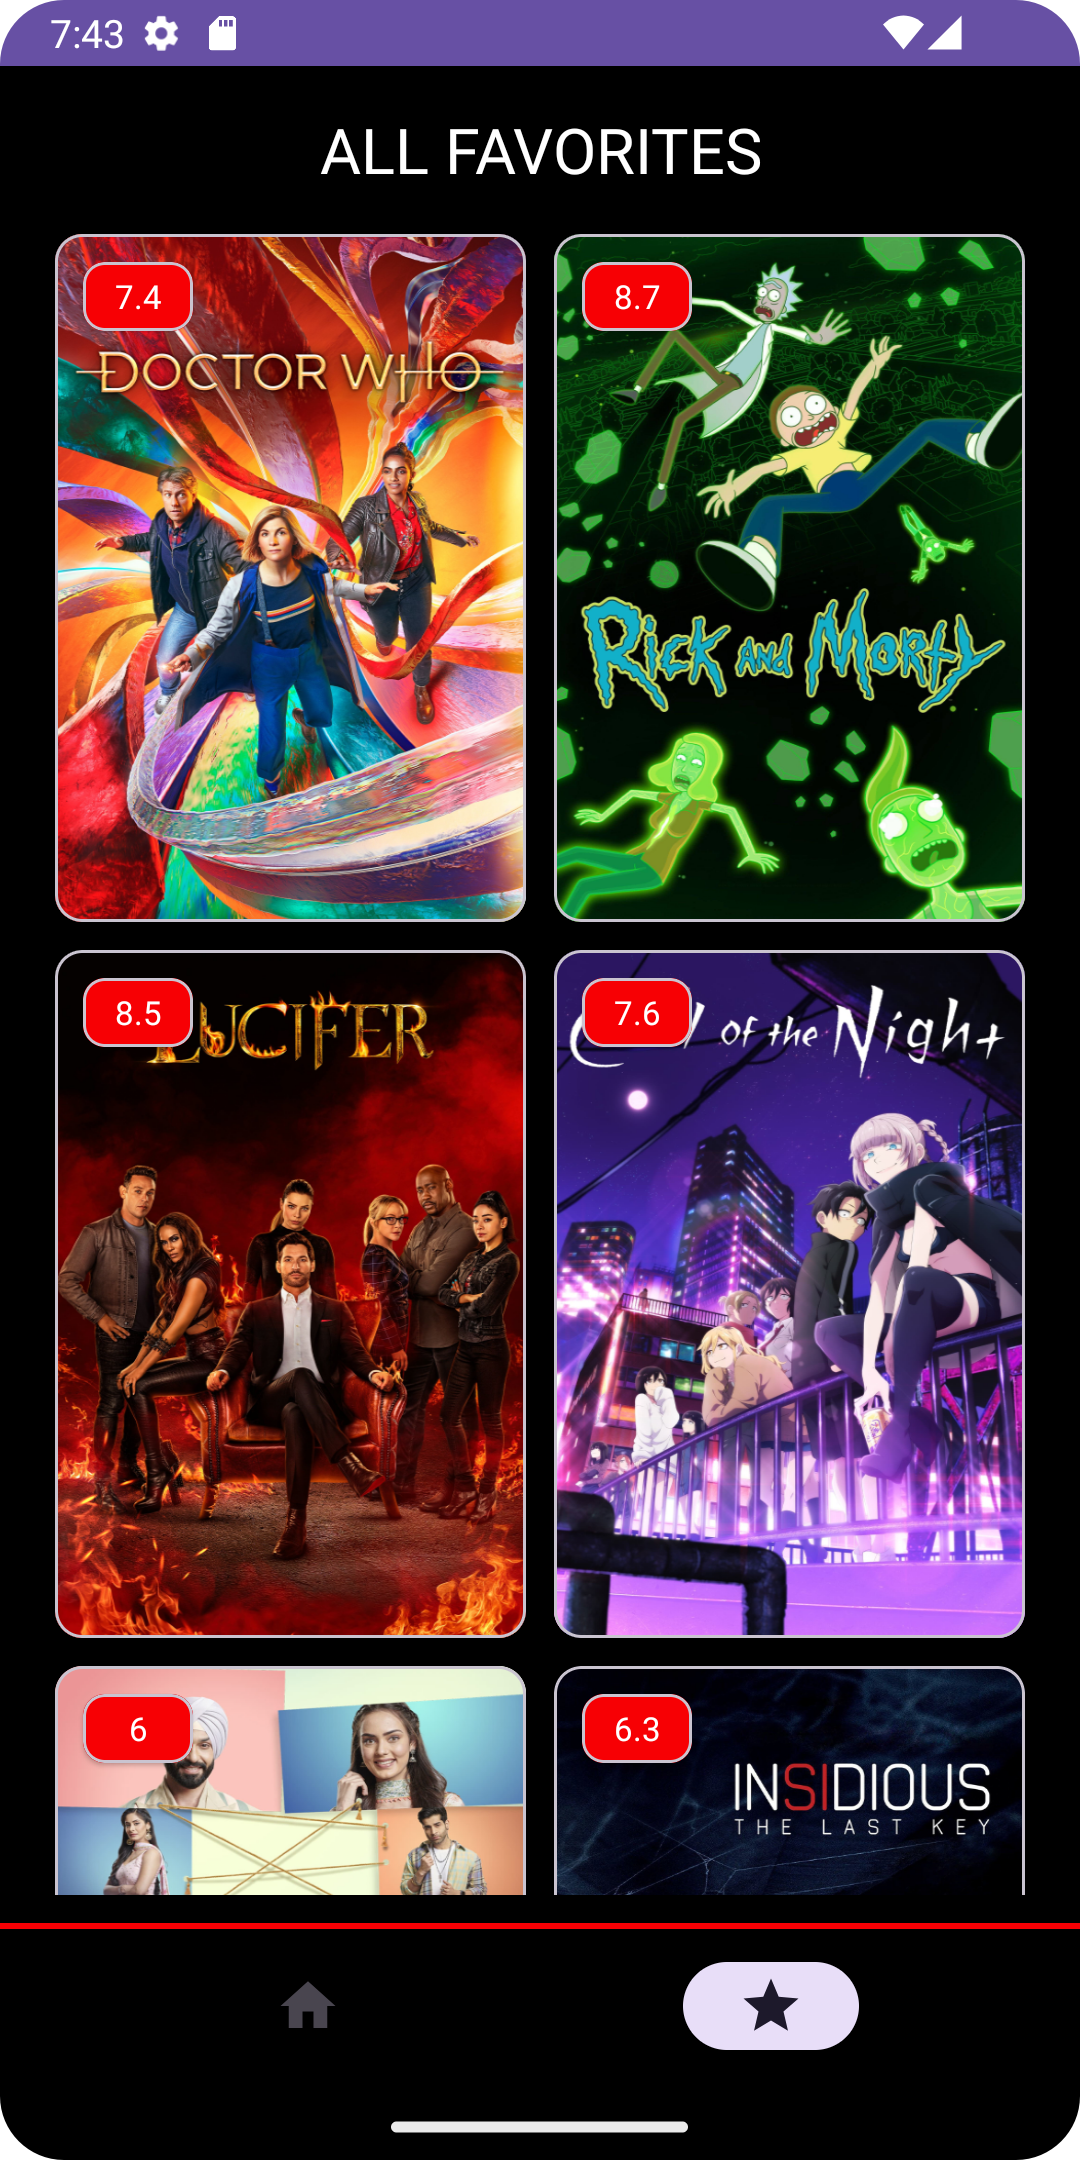 7:43
ALL FAVORITES
7.4
DOCTOR WHO
8.7
RICK AND MORTY
8.5
LUCIFER
7.6
of the Night
6
6.3
INSIDIOUS
THE LAST KEY